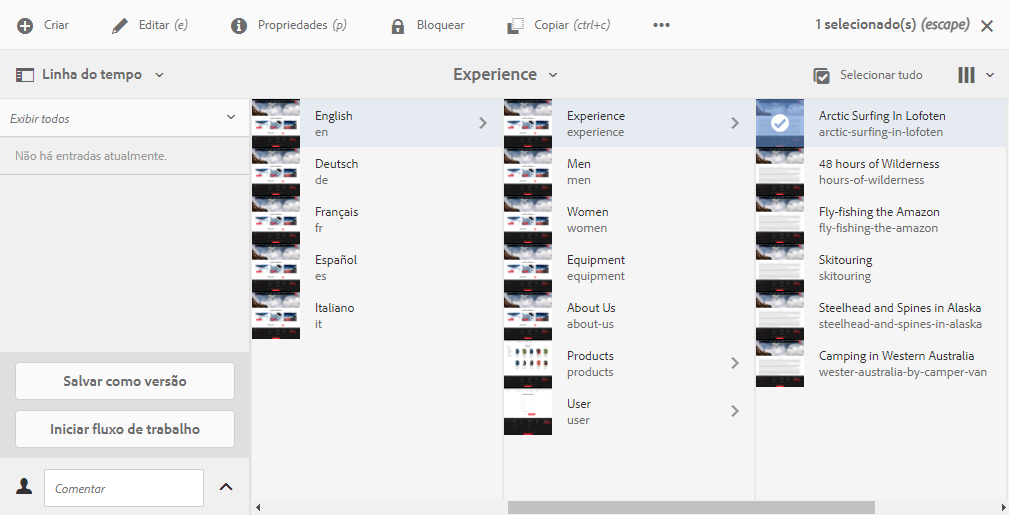 Criar Editar (e) Propriedades (p) Bloquear Copiar (ctrl+c) ••• 1 selecionado(s) (escape)
Linha do tempo Experience Selecionar tudo
Exibir todos
Não há entradas atualmente.
Salvar como versão
Iniciar fluxo de trabalho
Comentar
English
en
Deutsch
de
Français
fr
Español
es
Italiano
it
Experience
experience
Men
men
Women
women
Equipment
equipment
About Us
about-us
Products
products
User
user
Arctic Surfing In Lofoten
arctic-surfing-in-lofoten
48 hours of Wilderness
hours-of-wilderness
Fly-fishing the Amazon
fly-fishing-the-amazon
Skitouring
skitouring
Steelhead and Spines in Alaska
steelhead-and-spines-in-alaska
Camping in Western Australia
wester-australia-by-camper-van